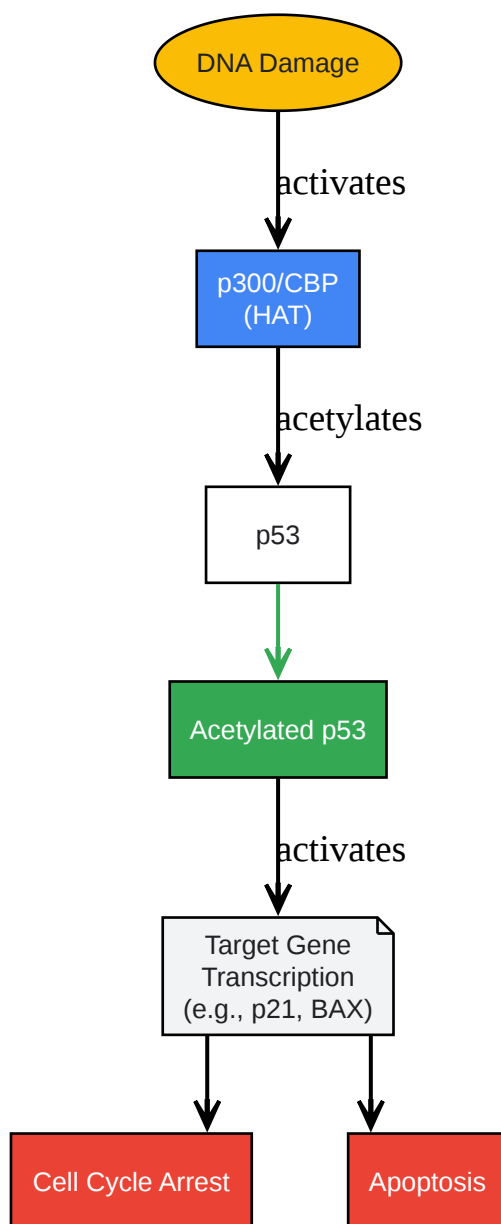 DNA Damage
activates
p300/CBP
(HAT)
acetylates
p53
Acetylated p53
activates
Target Gene
Transcription
(e.g., p21, BAX)
Cell Cycle Arrest
Apoptosis